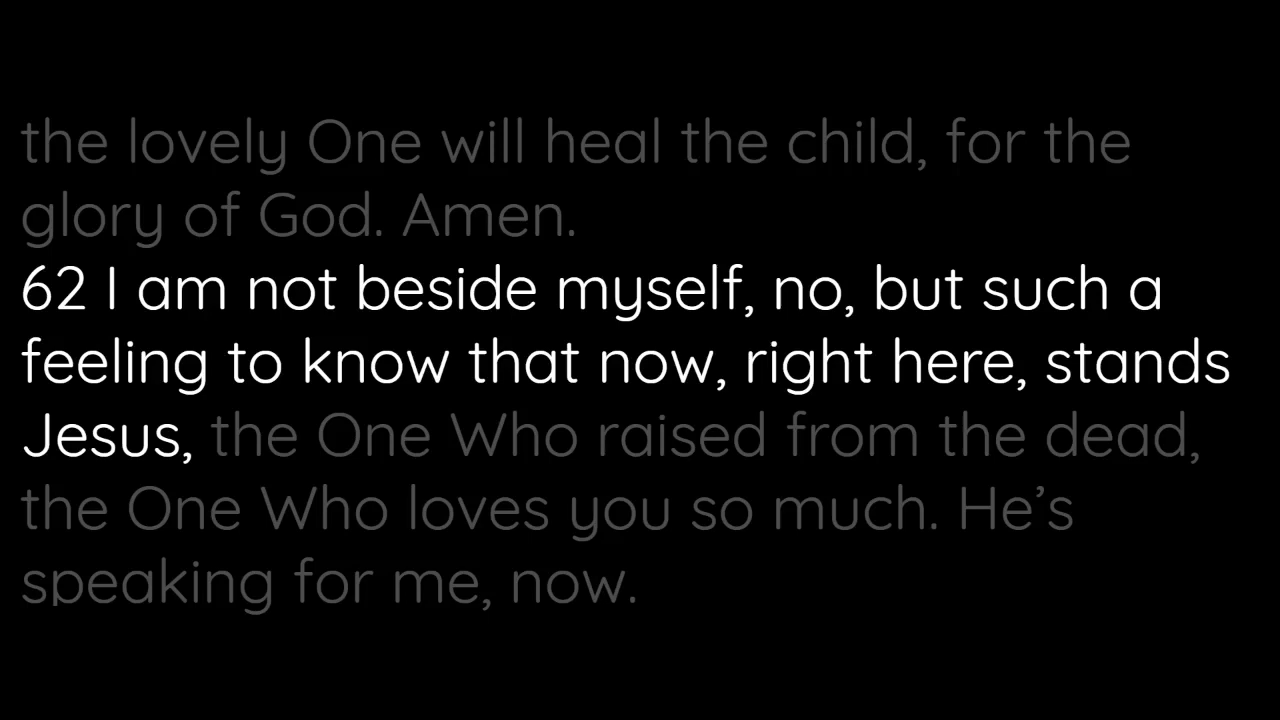 the lovely One will heal the child, for the
glory of God. Amen.
62 I am not beside myself, no, but such a
feeling to know that now, right here, stands
Jesus, the One Who raised from the dead,
the One Who loves you so much. He’s
speaking for me, now.